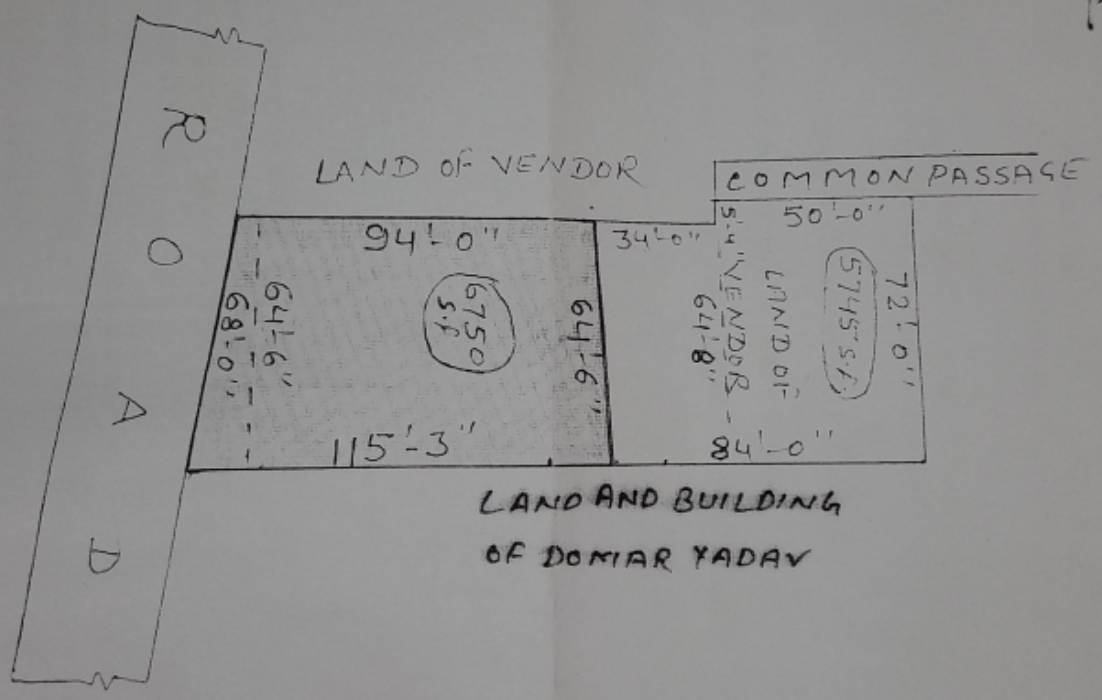 ROAD
LAND OF VENDOR
COMMON PASSAGE
94'-0"
34'-0"
5'-4"
50'-0"
64'-6"
68'-0"
6750
S.f
64'-6"
64'-8"
VENDOR
LAND OF
5745 s.f.
72'-0"
115'-3"
84'-0"
LAND AND BUILDING
OF DOMAR YADAV